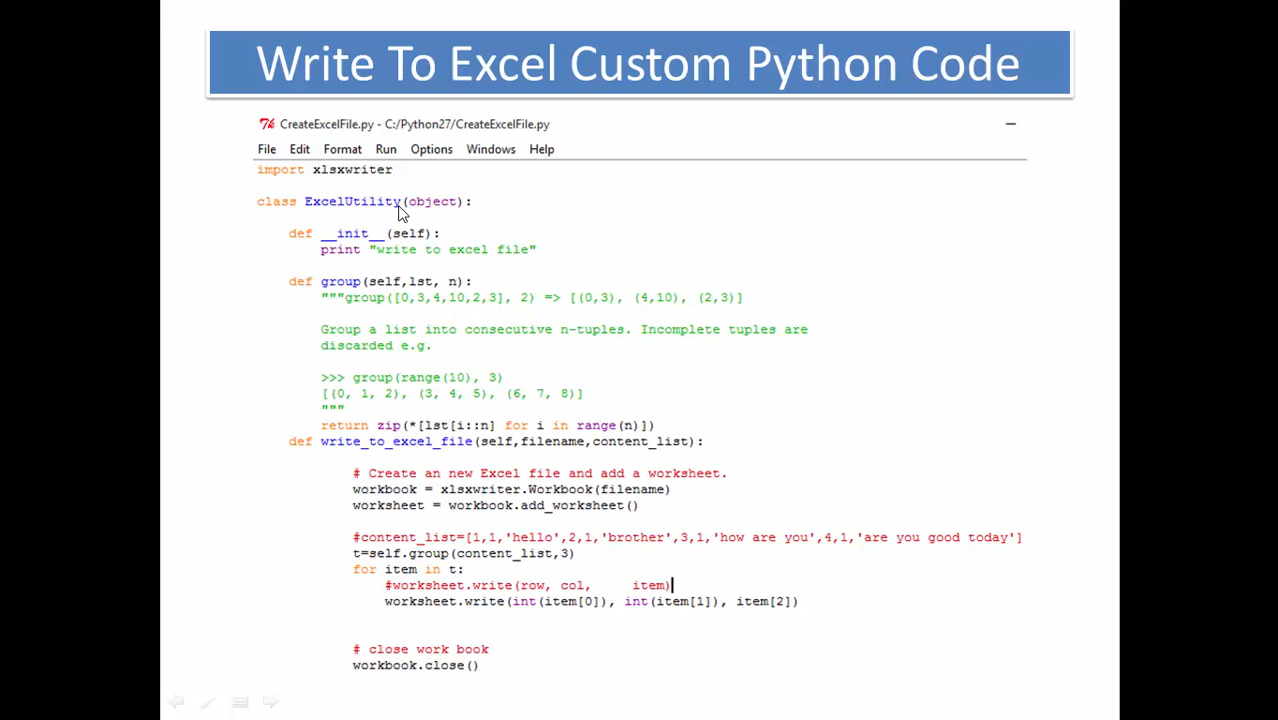 Write To Excel Custom Python Code
CreateExcelFile.py - C:/Python27/CreateExcelFile.py
File Edit Format Run Options Windows Help
import xlsxwriter
class ExcelUtility(object):
def __init__(self):
print "write to excel file"
def group(self,lst, n):
"""group([0,3,4,10,2,3], 2) => [(0,3), (4,10), (2,3)]
Group a list into consecutive n-tuples. Incomplete tuples are
discarded e.g.
>>> group(range(10), 3)
[(0, 1, 2), (3, 4, 5), (6, 7, 8)]
"""
return zip(*[lst[i::n] for i in range(n)])
def write_to_excel_file(self,filename,content_list):
# Create an new Excel file and add a worksheet.
workbook = xlsxwriter.Workbook(filename)
worksheet = workbook.add_worksheet()
#content_list=[1,1,'hello',2,1,'brother',3,1,'how are you',4,1,'are you good today']
t=self.group(content_list,3)
for item in t:
#worksheet.write(row, col,     item)
worksheet.write(int(item[0]), int(item[1]), item[2])
# close work book
workbook.close()